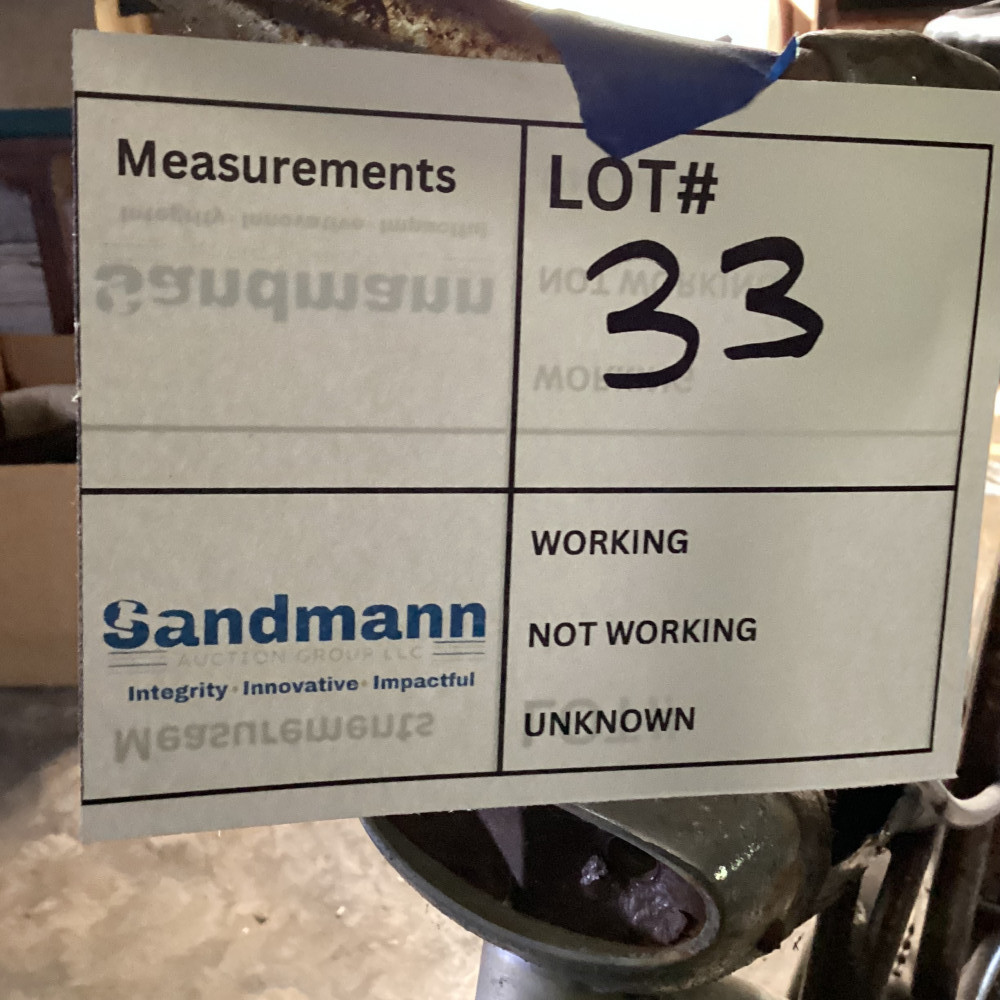 Measurements
LOT#
33
Sandmann
AUCTION GROUP LLC
Integrity · Innovative · Impactful
WORKING
NOT WORKING
UNKNOWN